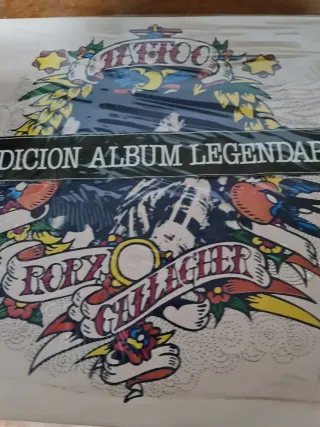 TATTOO
DICION ALBUM LEGENDAR
RORY
GALLAGHER